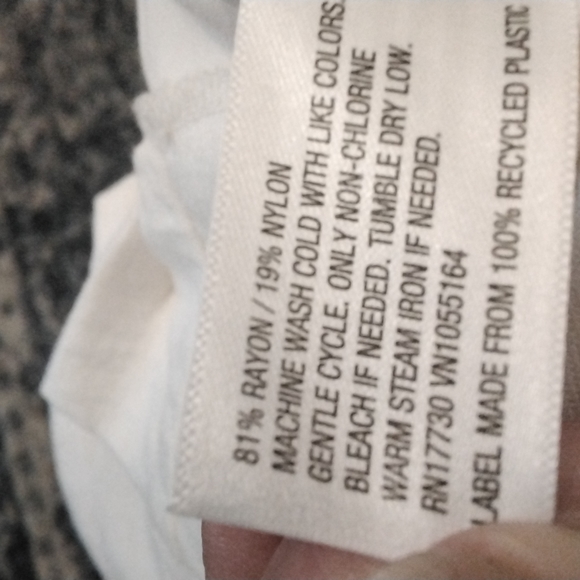 81% RAYON / 19% NYLON
MACHINE WASH COLD WITH LIKE COLORS.
GENTLE CYCLE. ONLY NON-CHLORINE
BLEACH IF NEEDED. TUMBLE DRY LOW.
WARM STEAM IRON IF NEEDED.
RN17730 VN1055164
LABEL MADE FROM 100% RECYCLED PLASTIC